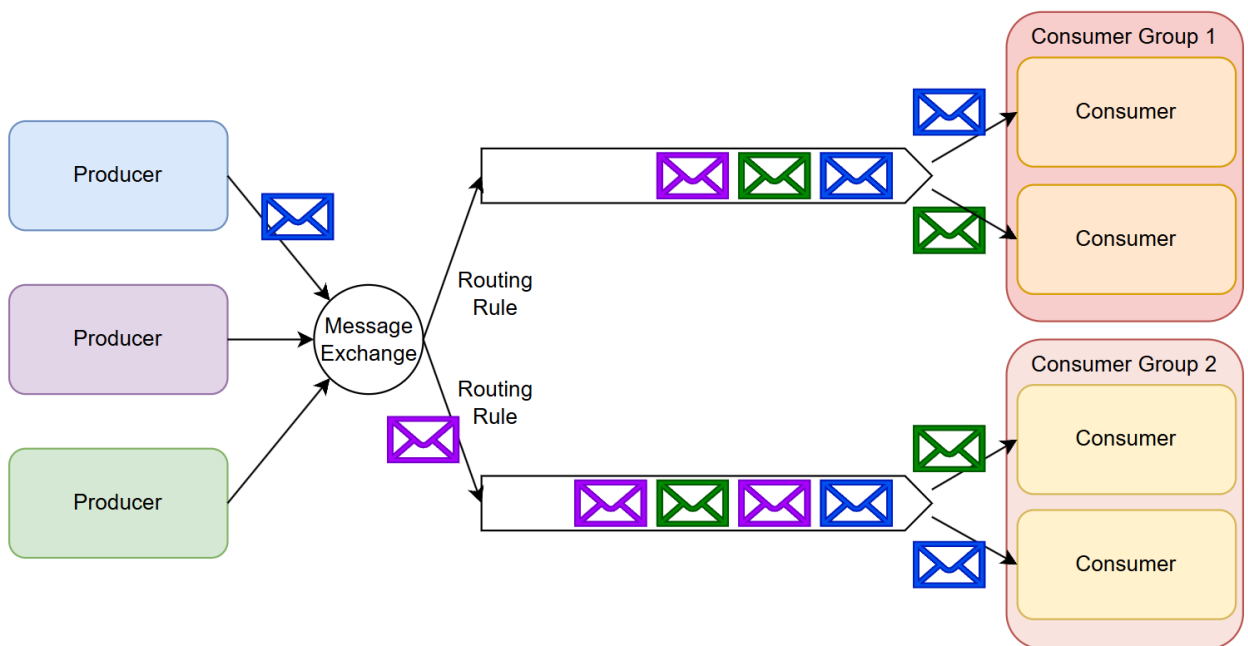 Consumer Group 1
Consumer
Consumer
Producer
Producer
Producer
Message
Exchange
Routing
Rule
Routing
Rule
Consumer Group 2
Consumer
Consumer